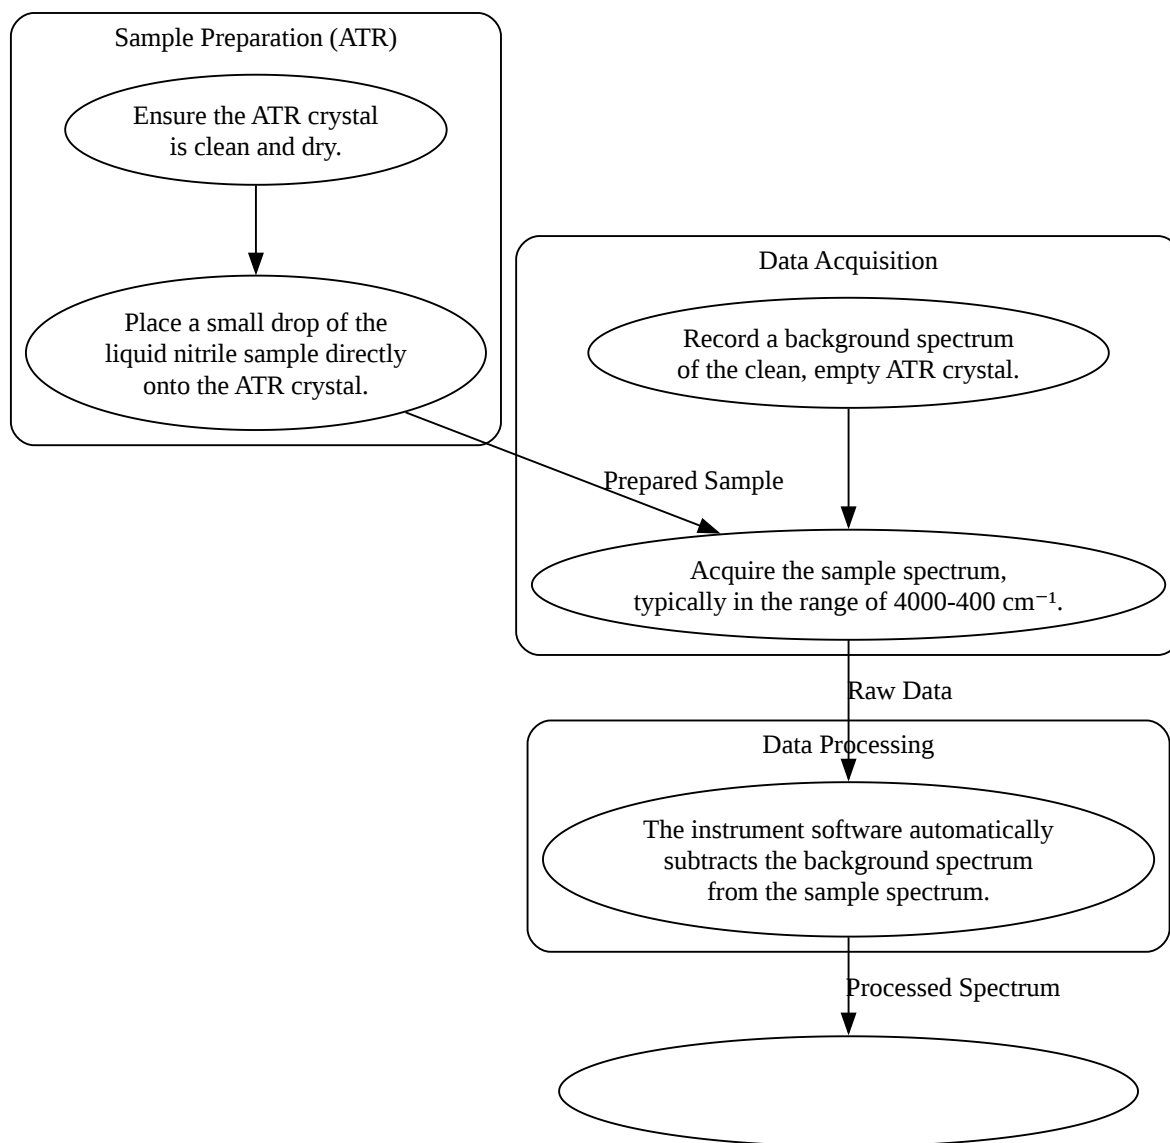 Sample Preparation (ATR)
Ensure the ATR crystal
is clean and dry.
Place a small drop of the
liquid nitrile sample directly
onto the ATR crystal.
Data Acquisition
Record a background spectrum
of the clean, empty ATR crystal.
Prepared Sample
Acquire the sample spectrum,
typically in the range of 4000-400 cm⁻¹.
Raw Data
Data Processing
The instrument software automatically
subtracts the background spectrum
from the sample spectrum.
Processed Spectrum